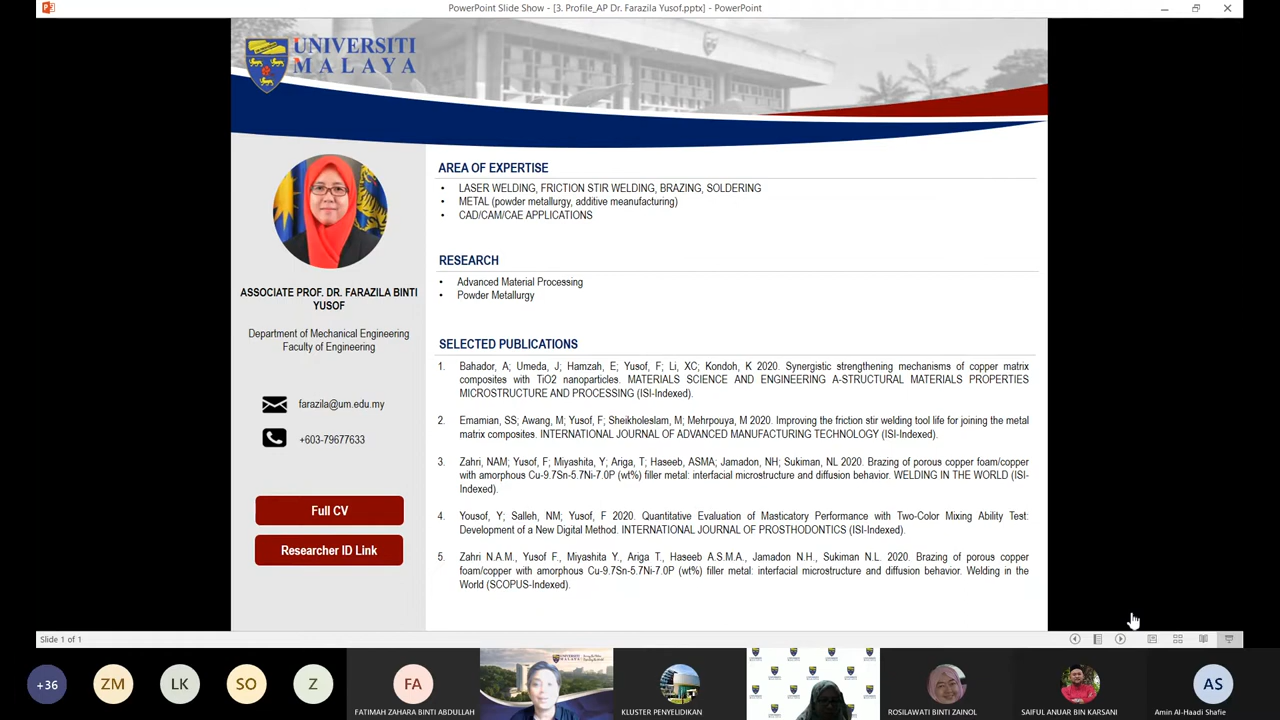 PowerPoint Slide Show - [3. Profile_AP Dr. Farazila Yusof.pptx] - PowerPoint
UNIVERSITI
MALAYA
AREA OF EXPERTISE
• LASER WELDING, FRICTION STIR WELDING, BRAZING, SOLDERING
• METAL (powder metallurgy, additive meanufacturing)
• CAD/CAM/CAE APPLICATIONS
ASSOCIATE PROF. DR. FARAZILA BINTI
YUSOF
Department of Mechanical Engineering
Faculty of Engineering
farazila@um.edu.my
+603-79677633
Full CV
Researcher ID Link
RESEARCH
• Advanced Material Processing
• Powder Metallurgy
SELECTED PUBLICATIONS
1. Bahador, A; Umeda, J; Hamzah, E; Yusof, F; Li, XC; Kondoh, K 2020. Synergistic strengthening mechanisms of copper matrix
composites with TiO2 nanoparticles. MATERIALS SCIENCE AND ENGINEERING A-STRUCTURAL MATERIALS PROPERTIES
MICROSTRUCTURE AND PROCESSING (ISI-Indexed).
2. Emamian, SS; Awang, M; Yusof, F; Sheikholeslam, M; Mehrpouya, M 2020. Improving the friction stir welding tool life for joining the metal
matrix composites. INTERNATIONAL JOURNAL OF ADVANCED MANUFACTURING TECHNOLOGY (ISI-Indexed).
3. Zahri, NAM; Yusof, F; Miyashita, Y; Ariga, T; Haseeb, ASMA; Jamadon, NH; Sukiman, NL 2020. Brazing of porous copper foam/copper
with amorphous Cu-9.7Sn-5.7Ni-7.0P (wt%) filler metal: interfacial microstructure and diffusion behavior. WELDING IN THE WORLD (ISI-
Indexed).
4. Yousof, Y; Salleh, NM; Yusof, F 2020. Quantitative Evaluation of Masticatory Performance with Two-Color Mixing Ability Test:
Development of a New Digital Method. INTERNATIONAL JOURNAL OF PROSTHODONTICS (ISI-Indexed).
5. Zahri N.A.M., Yusof F., Miyashita Y., Ariga T., Haseeb A.S.M.A., Jamadon N.H., Sukiman N.L. 2020. Brazing of porous copper
foam/copper with amorphous Cu-9.7Sn-5.7Ni-7.0P (wt%) filler metal: interfacial microstructure and diffusion behavior. Welding in the
World (SCOPUS-Indexed).
Slide 1 of 1
+36
ZM
LK
SO
Z
FA
FATIMAH ZAHARA BINTI ABDULLAH
UNIVERSITI
MALAYA
KLUSTER PENYELIDIKAN
ROSILAWATI BINTI ZAINOL
SAIFUL ANUAR BIN KARSANI
AS
Amin Al-Haadi Shafie